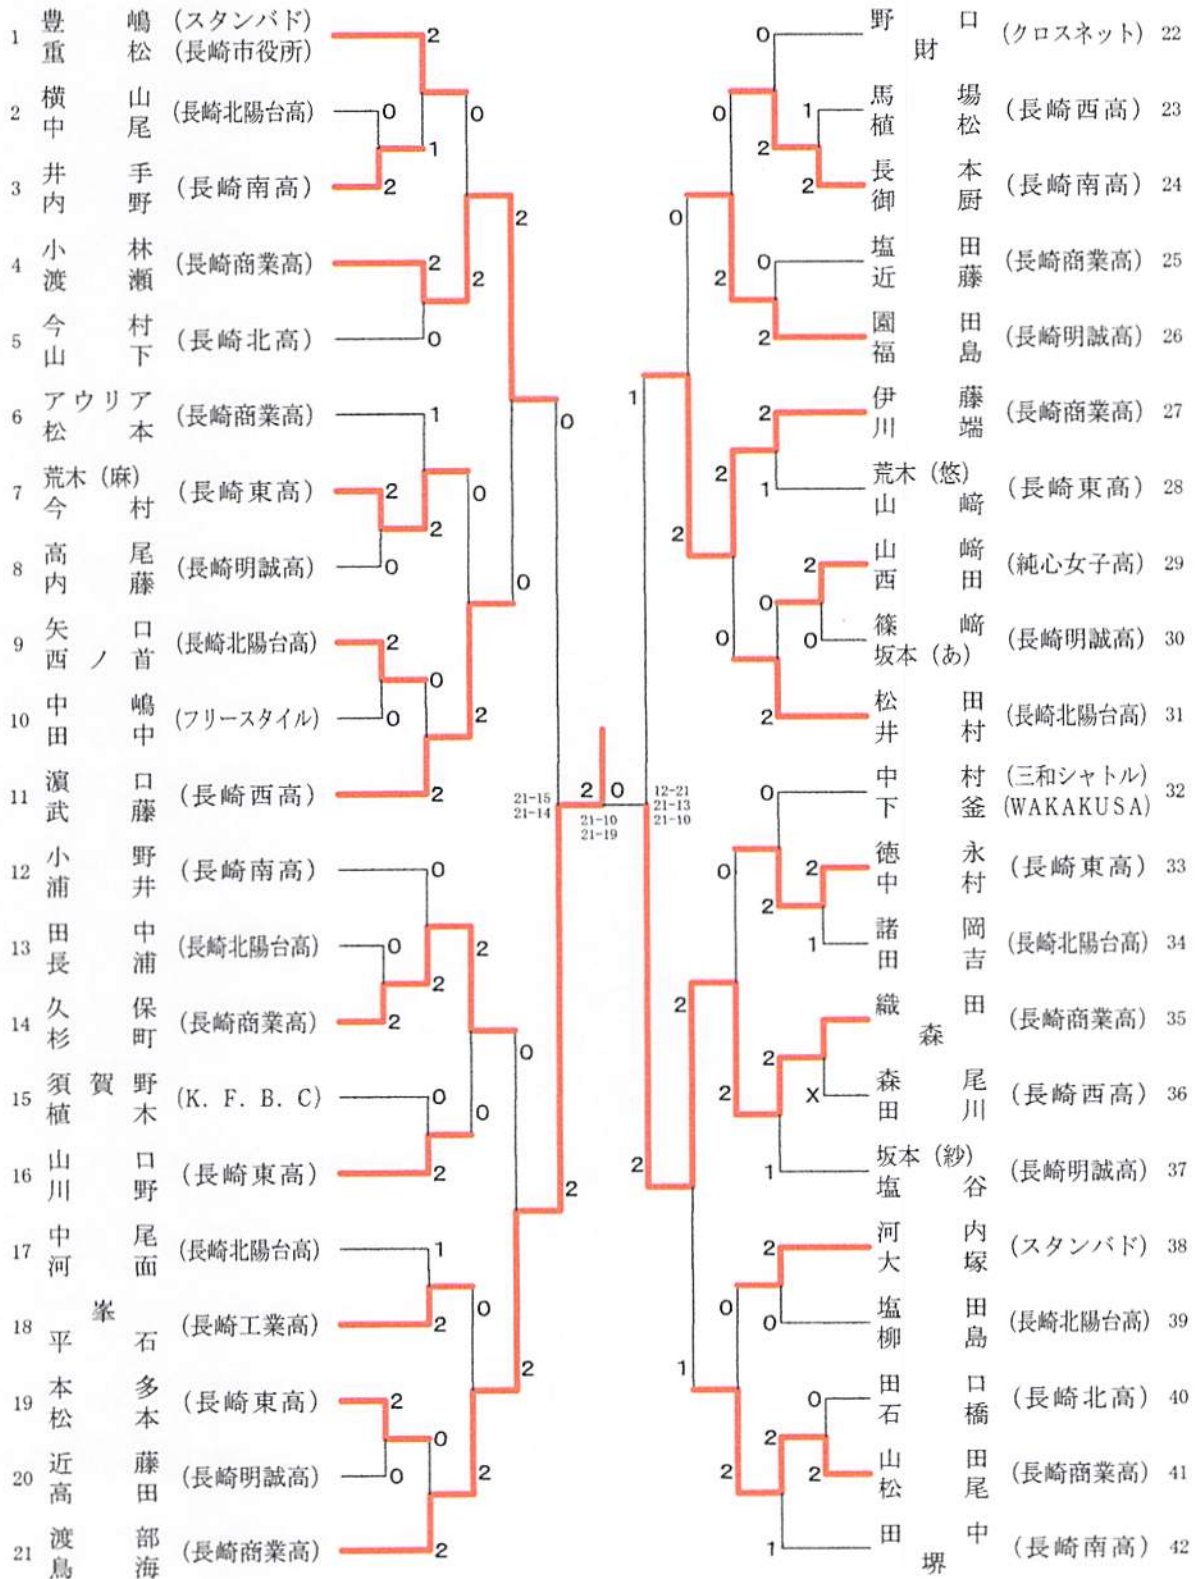 1 豊嶋 (スタンバド)
重松 (長崎市役所)
2
2 横山 (長崎北陽台高)
中尾
0
0
1
3 井手 (長崎南高)
内野
2
2
4 小林 (長崎商業高)
渡瀬
2
2
5 今村 (長崎北高)
山下
0
6 アウリア (長崎商業高)
松本
1
0
7 荒木(麻) (長崎東高)
今村
2
0
2
8 高尾 (長崎明誠高)
内藤
0
0
9 矢口 (長崎北陽台高)
西ノ首
2
0
10 中嶋 (フリースタイル)
田中
0
2
11 濵口 (長崎西高)
武藤
2
21-15
21-14
2
0
21-10
21-19
12-21
21-13
21-10
12 小野 (長崎南高)
浦井
0
13 田中 (長崎北陽台高)
長浦
0
2
2
14 久保 (長崎商業高)
杉町
2
0
15 須賀野 (K.F.B.C)
植木
0
0
16 山口 (長崎東高)
川野
2
2
17 中尾 (長崎北陽台高)
河面
1
0
18 峯 (長崎工業高)
平石
2
2
19 本多 (長崎東高)
松本
2
0
20 近藤 (長崎明誠高)
高田
0
2
21 渡部 (長崎商業高)
鳥海
2
0
野口 (クロスネット) 22
財
0
1
馬場 (長崎西高) 23
植松
2
2
長本 (長崎南高) 24
御厨
0
0
塩田 (長崎商業高) 25
近藤
2
2
園田 (長崎明誠高) 26
福島
1
2
伊藤 (長崎商業高) 27
川端
2
1
荒木(悠) (長崎東高) 28
山﨑
2
2
山﨑 (純心女子高) 29
西田
0
0
0
篠﨑 (長崎明誠高) 30
坂本(あ)
2
松田 (長崎北陽台高) 31
井村
0
中村 (三和シャトル) 32
下釜 (WAKAKUSA)
0
2
徳永 (長崎東高) 33
中村
2
1
諸岡 (長崎北陽台高) 34
田吉
2
織田 (長崎商業高) 35
森
2
2
X
森尾 (長崎西高) 36
田川
2
1
坂本(紗) (長崎明誠高) 37
塩谷
2
河内 (スタンバド) 38
大塚
0
0
塩田 (長崎北陽台高) 39
柳島
1
0
田口 (長崎北高) 40
石橋
2
2
2
山田 (長崎商業高) 41
松尾
1
田中 (長崎南高) 42
堺